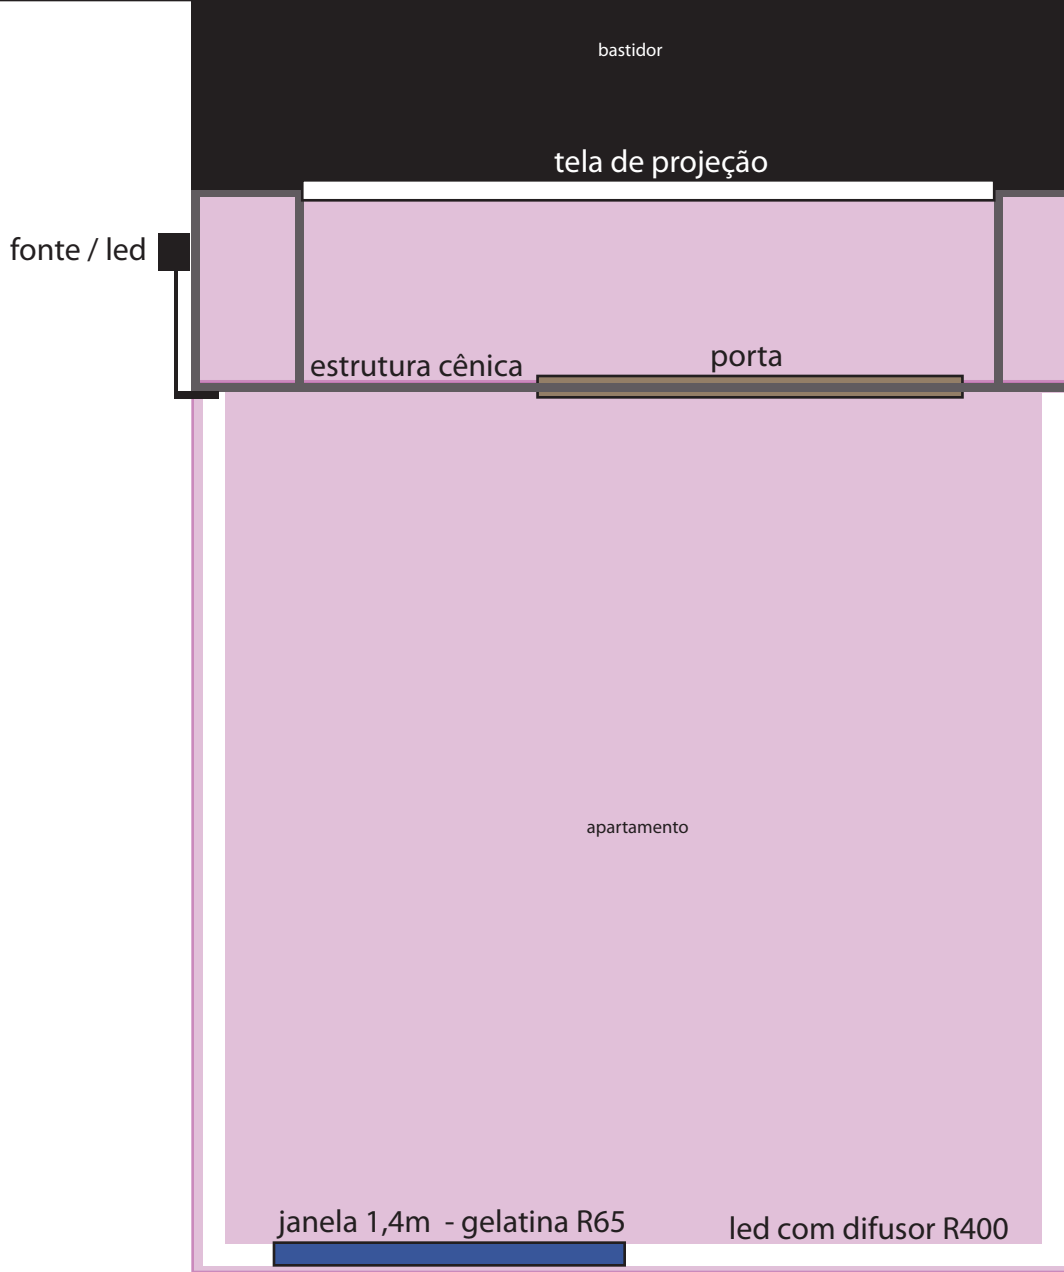 bastidor
tela de projeção
fonte / led
estrutura cênica
porta
apartamento
janela 1,4m - gelatina R65
led com difusor R400